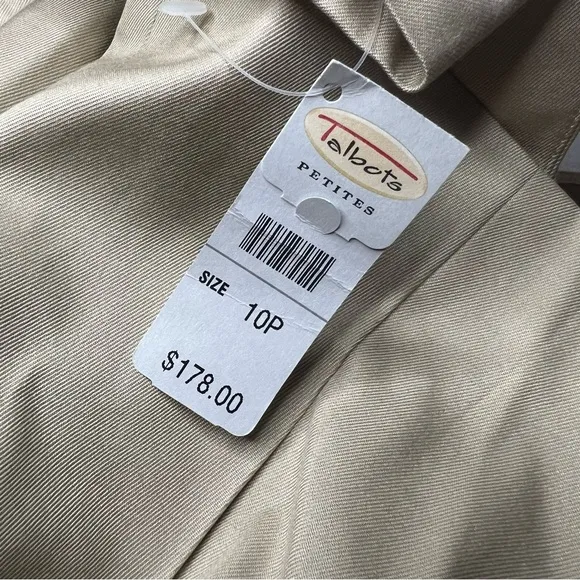 Talbots
PETITES
SIZE 10P
$178.00